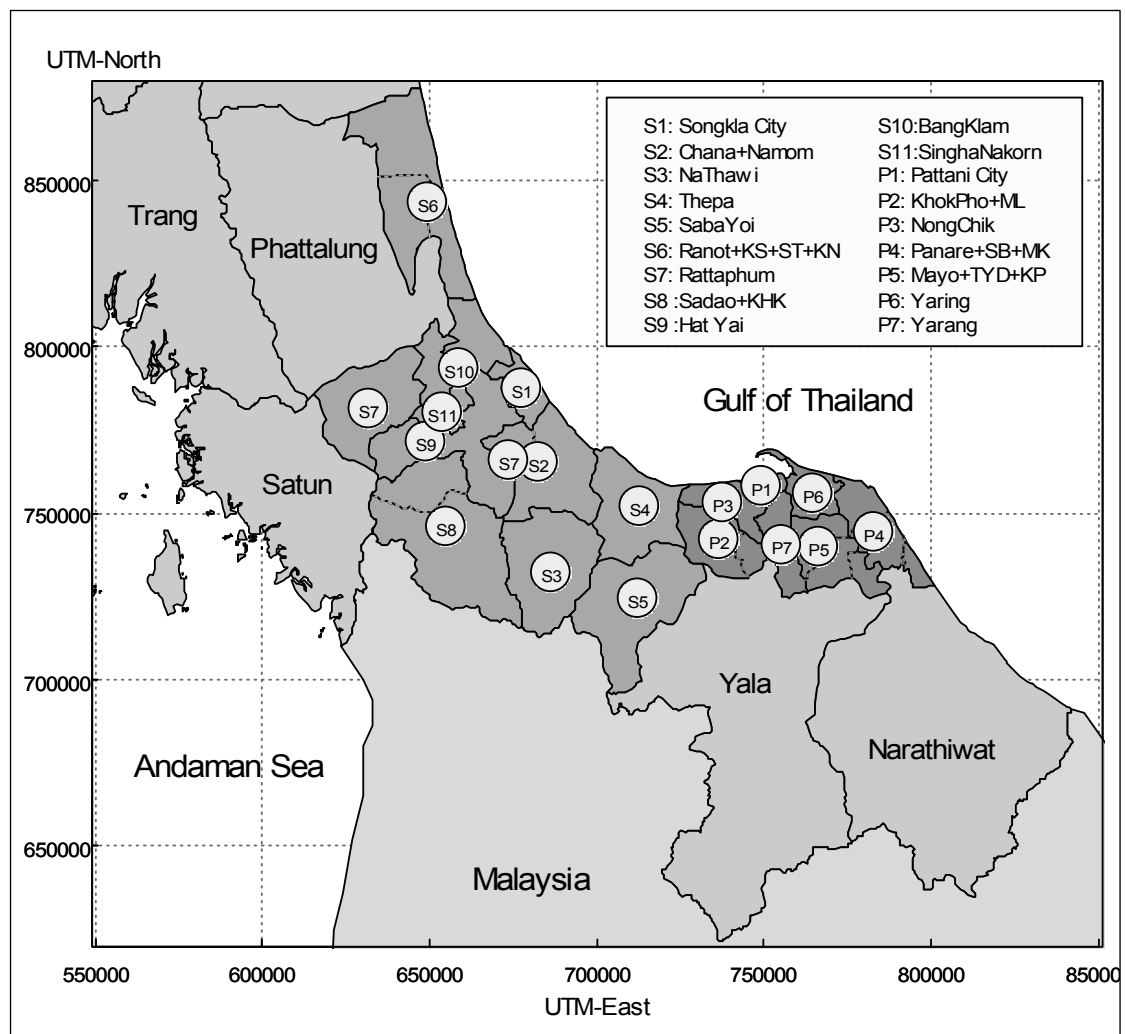 UTM-North
S1: Songkla City
S2: Chana+Namom
S3: NaThawi
S4: Thepa
S5: SabaYoi
S6: Ranot+KS+ST+KN
S7: Rattaphum
S8: Sadao+KHK
S9 :Hat Yai
S10:BangKlam
S11:SinghaNakorn
P1: Pattani City
P2: KhokPho+ML
P3: NongChik
P4: Panare+SB+MK
P5: Mayo+TYD+KP
P6: Yaring
P7: Yarang
850000
S6
Trang
Phattalung
800000
S10
S1
S7
S11
Gulf of Thailand
S9
S7
S2
Satun
P1
P6
750000
S8
S4
P3
P2
P7
P5
P4
S3
S5
700000
Yala
Andaman Sea
Narathiwat
650000
Malaysia
550000
600000
650000
700000
750000
800000
85000
UTM-East